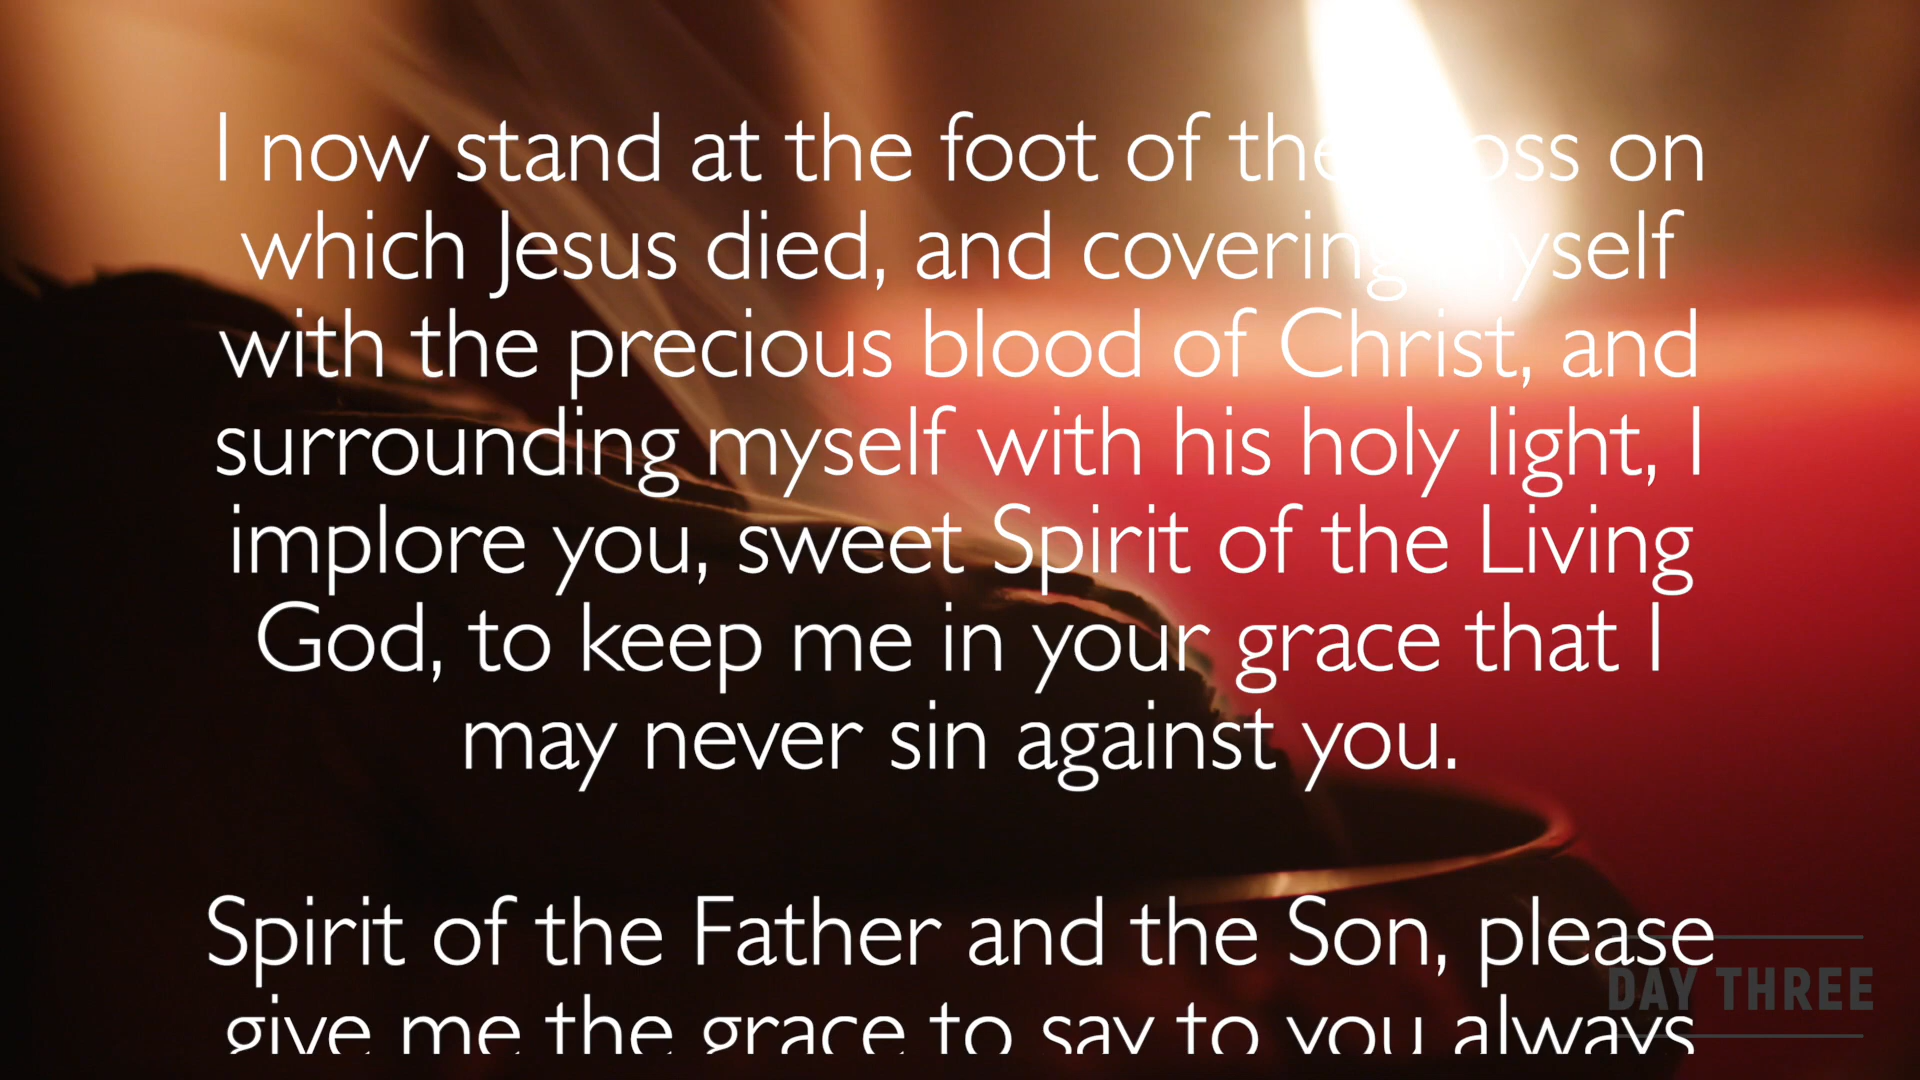 I now stand at the foot of the cross on
which Jesus died, and covering myself
with the precious blood of Christ, and
surrounding myself with his holy light, I
implore you, sweet Spirit of the Living
God, to keep me in your grace that I
may never sin against you.
Spirit of the Father and the Son, please
give me the grace to say to you always
DAY THREE